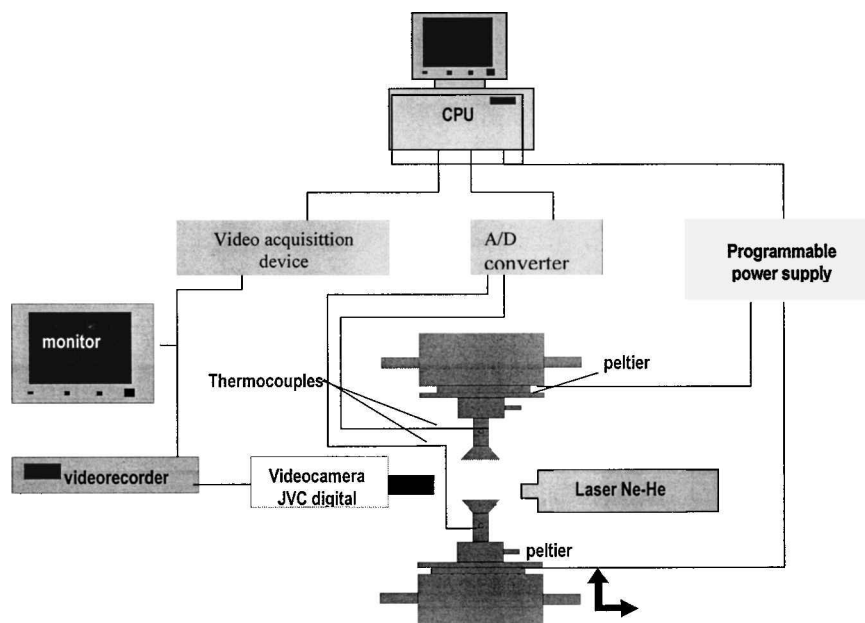 CPU
Video acquisittion
device
A/D
converter
Programmable
power supply
monitor
peltier
Thermocouples
videorecorder
Videocamera
JVC digital
Laser Ne-He
peltier